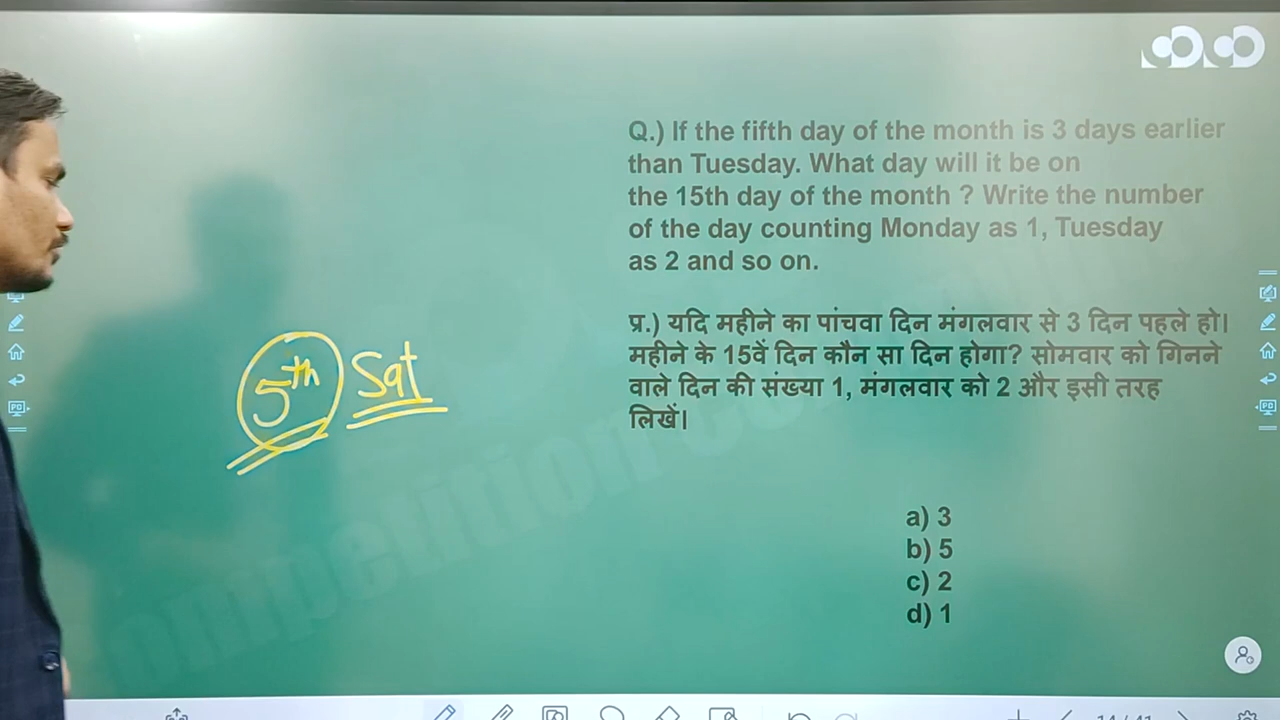 Q.) If the fifth day of the month is 3 days earlier
than Tuesday. What day will it be on
the 15th day of the month ? Write the number
of the day counting Monday as 1, Tuesday
as 2 and so on.
प्र.) यदि महीने का पांचवा दिन मंगलवार से 3 दिन पहले हो।
महीने के 15वें दिन कौन सा दिन होगा? सोमवार को गिनने
वाले दिन की संख्या 1, मंगलवार को 2 और इसी तरह
लिखें।
5th Sat
a) 3
b) 5
c) 2
d) 1